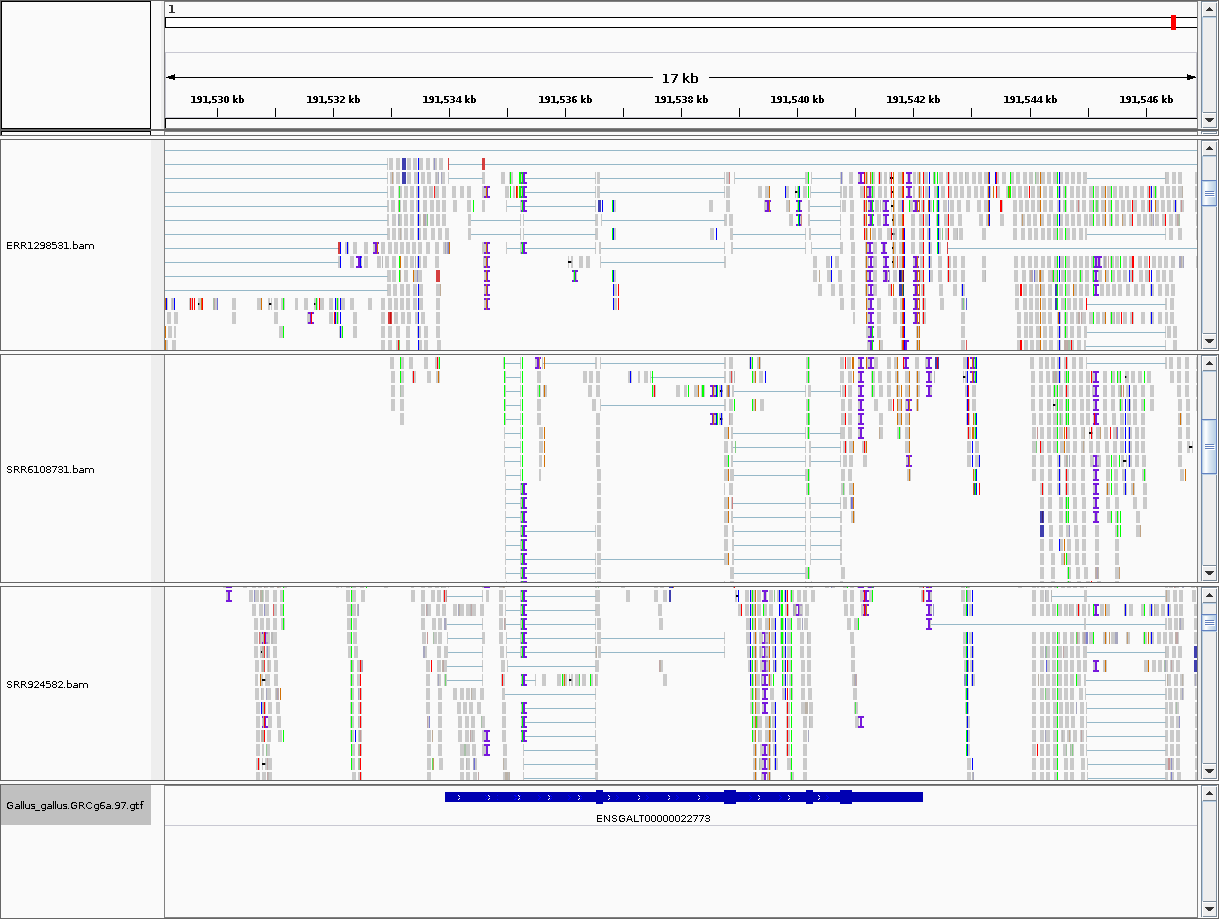 1
17 kb
191,530 kb 191,532 kb 191,534 kb 191,536 kb 191,538 kb 191,540 kb 191,542 kb 191,544 kb 191,546 kb
ERR1298531.bam
SRR6108731.bam
SRR924582.bam
Gallus_gallus.GRCg6a.97.gtf
ENSGALT00000022773